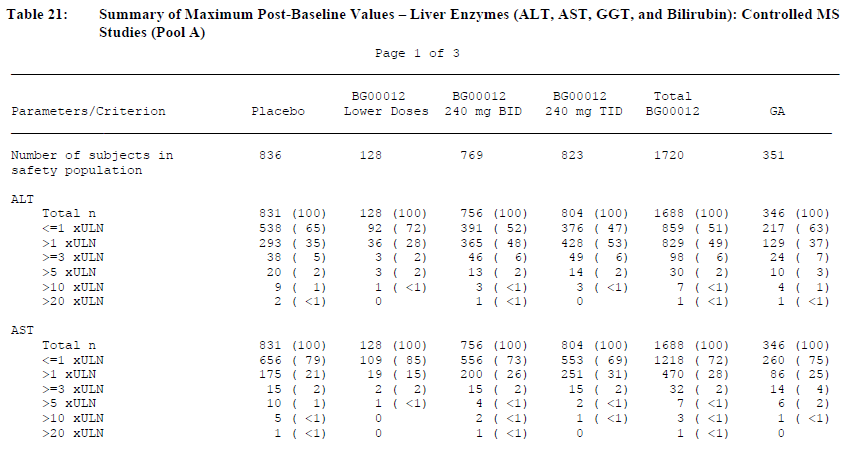 Table 21: Summary of Maximum Post-Baseline Values – Liver Enzymes (ALT, AST, GGT, and Bilirubin): Controlled MS
Studies (Pool A)
Page 1 of 3
BG00012 BG00012 BG00012 Total
Parameters/Criterion Placebo Lower Doses 240 mg BID 240 mg TID BG00012 GA
Number of subjects in 836 128 769 823 1720 351
safety population
ALT
Total n 831 (100) 128 (100) 756 (100) 804 (100) 1688 (100) 346 (100)
<=1 xULN 538 ( 65) 92 ( 72) 391 ( 52) 376 ( 47) 859 ( 51) 217 ( 63)
>1 xULN 293 ( 35) 36 ( 28) 365 ( 48) 428 ( 53) 829 ( 49) 129 ( 37)
>=3 xULN 38 ( 5) 3 ( 2) 46 ( 6) 49 ( 6) 98 ( 6) 24 ( 7)
>5 xULN 20 ( 2) 3 ( 2) 13 ( 2) 14 ( 2) 30 ( 2) 10 ( 3)
>10 xULN 9 ( 1) 1 ( <1) 3 ( <1) 3 ( <1) 7 ( <1) 4 ( 1)
>20 xULN 2 ( <1) 0 1 ( <1) 0 1 ( <1) 1 ( <1)
AST
Total n 831 (100) 128 (100) 756 (100) 804 (100) 1688 (100) 346 (100)
<=1 xULN 656 ( 79) 109 ( 85) 556 ( 73) 553 ( 69) 1218 ( 72) 260 ( 75)
>1 xULN 175 ( 21) 19 ( 15) 200 ( 26) 251 ( 31) 470 ( 28) 86 ( 25)
>=3 xULN 15 ( 2) 2 ( 2) 15 ( 2) 15 ( 2) 32 ( 2) 14 ( 4)
>5 xULN 10 ( 1) 1 ( <1) 4 ( <1) 2 ( <1) 7 ( <1) 6 ( 2)
>10 xULN 5 ( <1) 0 2 ( <1) 1 ( <1) 3 ( <1) 1 ( <1)
>20 xULN 1 ( <1) 0 1 ( <1) 0 1 ( <1) 0